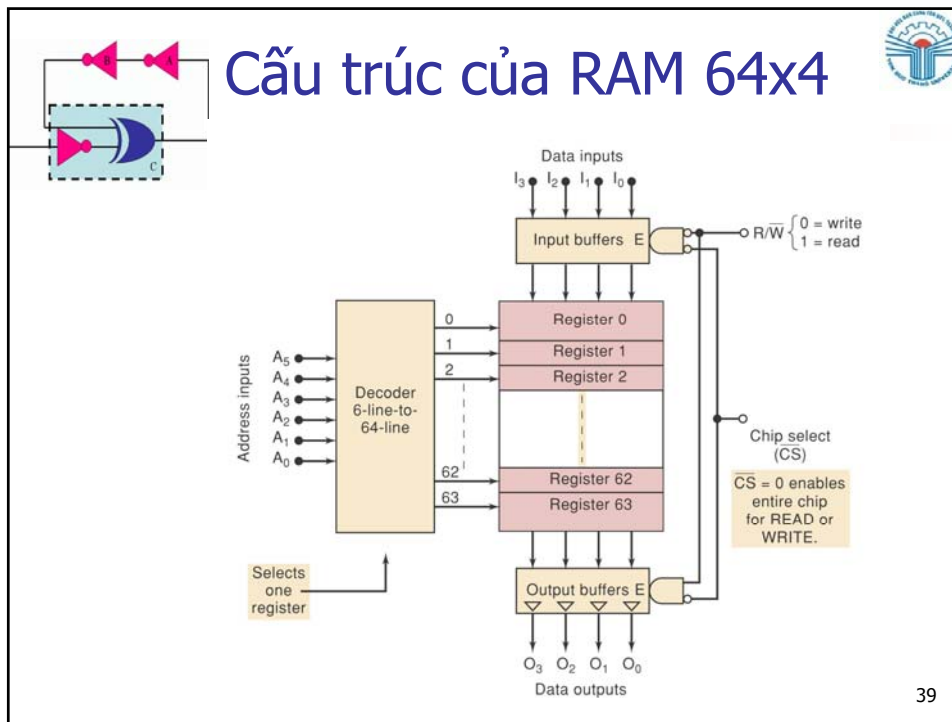 Cấu trúc của RAM 64x4
B
A
C
Data inputs
I3 I2 I1 I0
Input buffers E
R/W̅ { 0 = write
1 = read
Address inputs
A5
A4
A3
A2
A1
A0
Decoder
6-line-to-
64-line
0
1
2
62
63
Register 0
Register 1
Register 2
Register 62
Register 63
Chip select
(C̅S̅)
C̅S̅ = 0 enables
entire chip
for READ or
WRITE.
Selects
one
register
Output buffers E
O3 O2 O1 O0
Data outputs
39